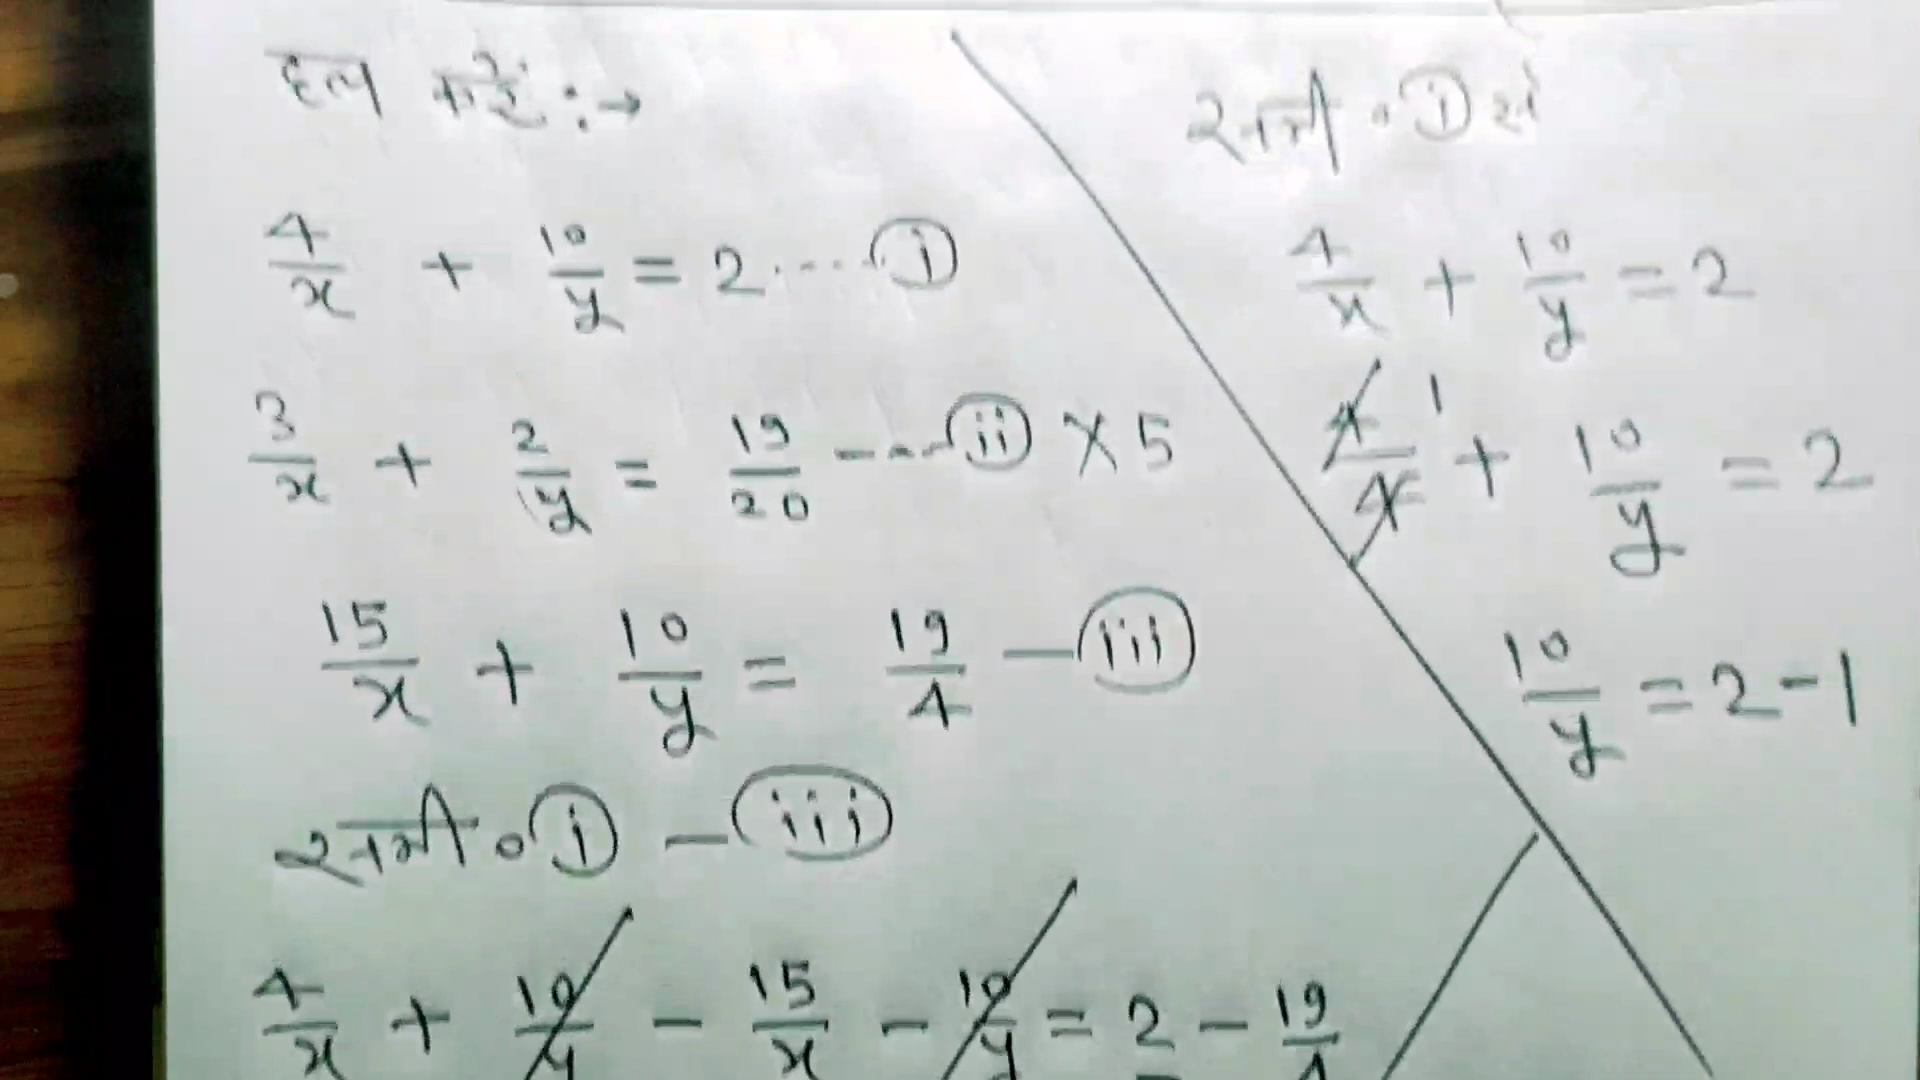 हल करें :→
4/x + 10/y = 2 ---- (i)
3/x + 2/y = 19/20 ---- (ii) × 5
15/x + 10/y = 19/4 — (iii)
समी० (i) – (iii)
4/x + 10/y - 15/x - 10/y = 2 - 19/4
समी० (i) से
4/x + 10/y = 2
4/4 1 + 10/y = 2
10/y = 2 - 1